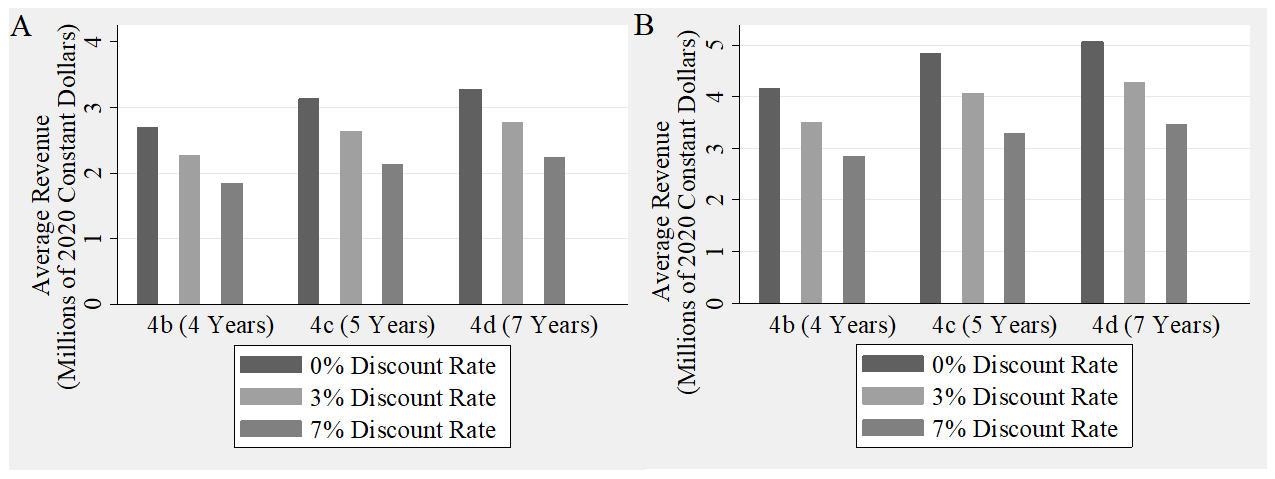 A
Average Revenue
(Millions of 2020 Constant Dollars)
4
3
2
1
0
4b (4 Years)
4c (5 Years)
4d (7 Years)
0% Discount Rate
3% Discount Rate
7% Discount Rate
B
Average Revenue
(Millions of 2020 Constant Dollars)
5
4
3
2
1
0
4b (4 Years)
4c (5 Years)
4d (7 Years)
0% Discount Rate
3% Discount Rate
7% Discount Rate